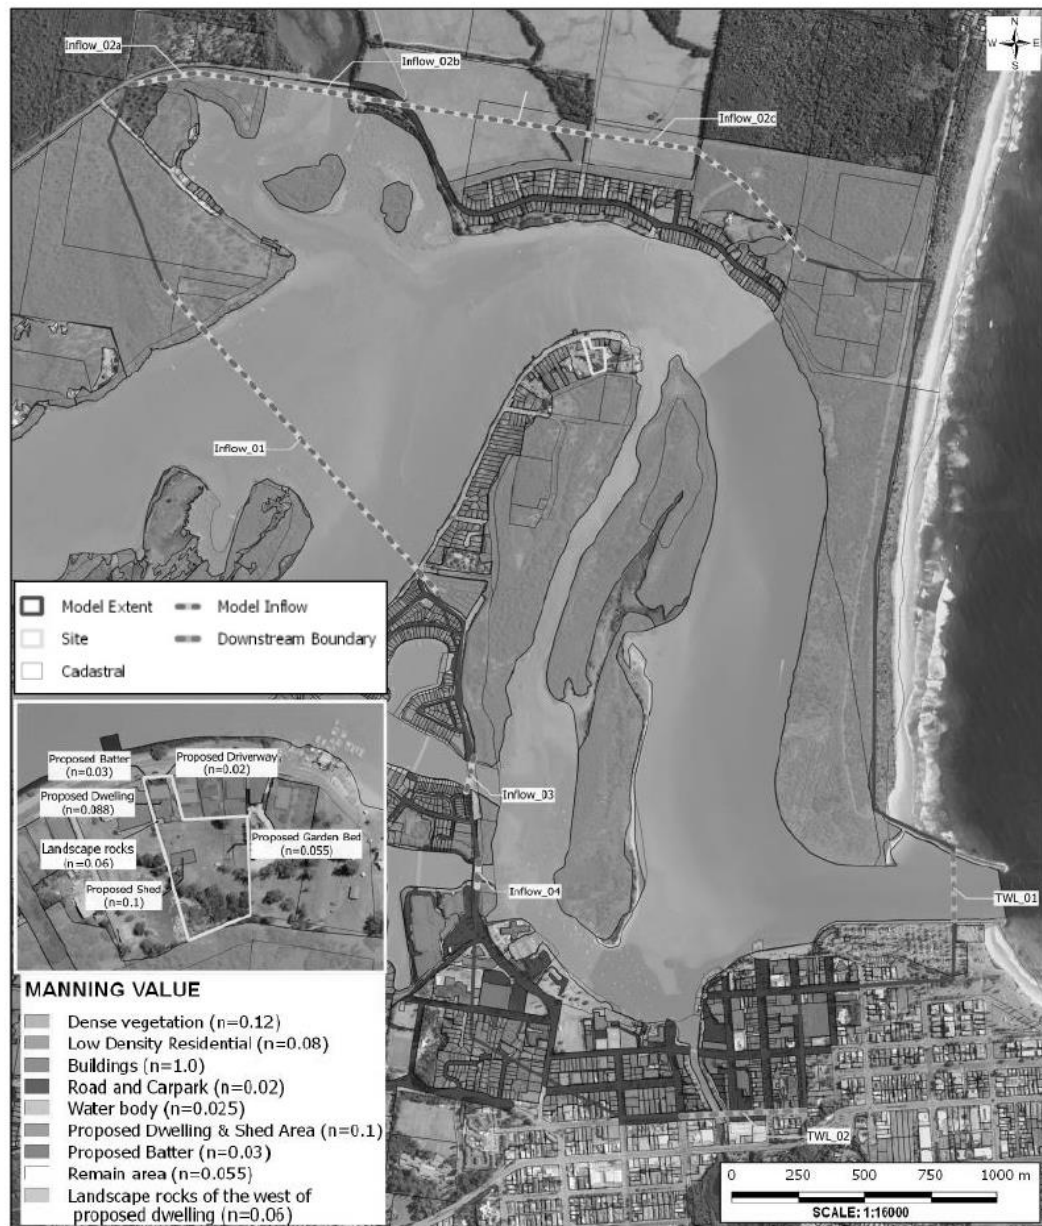 N
W E
S
Inflow_02a
Inflow_02b
Inflow_02c
Inflow_01
Model Extent
Model Inflow
Site
Downstream Boundary
Cadastral
Proposed Batter
(n=0.03)
Proposed Driverway
(n=0.02)
Proposed Dwelling
(n=0.088)
Landscape rocks
(n=0.06)
Proposed Garden Bed
(n=0.055)
Proposed Shed
(n=0.1)
Inflow_03
Inflow_04
TWL_01
TWL_02
MANNING VALUE
Dense vegetation (n=0.12)
Low Density Residential (n=0.08)
Buildings (n=1.0)
Road and Carpark (n=0.02)
Water body (n=0.025)
Proposed Dwelling & Shed Area (n=0.1)
Proposed Batter (n=0.03)
Remain area (n=0.055)
Landscape rocks of the west of
proposed dwelling (n=0.06)
0 250 500 750 1000 m
SCALE: 1:16000